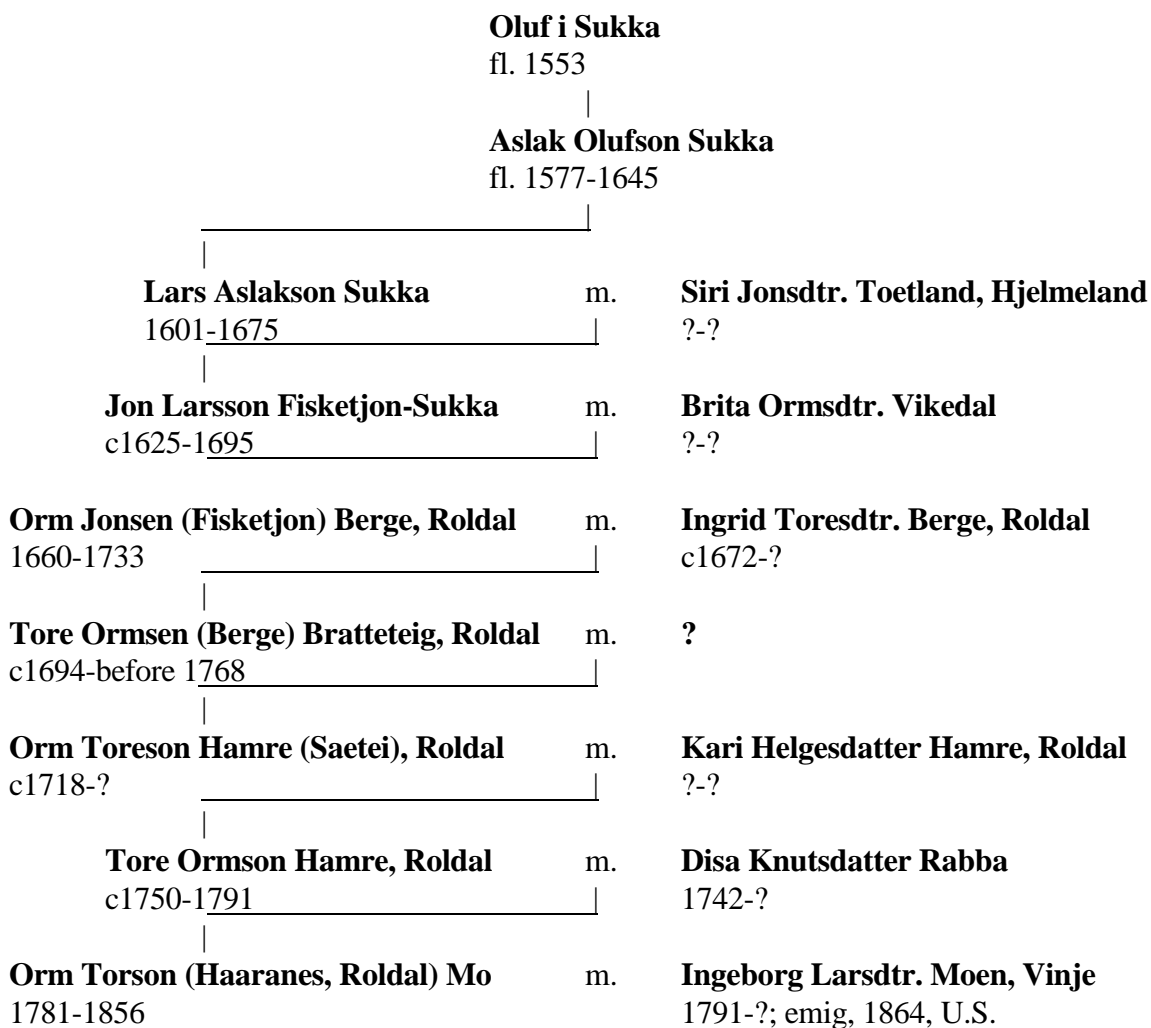 Oluf i Sukka
fl. 1553
Aslak Olufson Sukka
fl. 1577-1645
Lars Aslakson Sukka m. Siri Jonsdtr. Toetland, Hjelmeland
1601-1675 ?-?
Jon Larsson Fisketjon-Sukka m. Brita Ormsdtr. Vikedal
c1625-1695 ?-?
Orm Jonsen (Fisketjon) Berge, Roldal m. Ingrid Toresdtr. Berge, Roldal
1660-1733 c1672-?
Tore Ormsen (Berge) Bratteteig, Roldal m. ?
c1694-before 1768
Orm Toreson Hamre (Saetei), Roldal m. Kari Helgesdatter Hamre, Roldal
c1718-? ?-?
Tore Ormson Hamre, Roldal m. Disa Knutsdatter Rabba
c1750-1791 1742-?
Orm Torson (Haaranes, Roldal) Mo m. Ingeborg Larsdtr. Moen, Vinje
1781-1856 1791-?; emig, 1864, U.S.